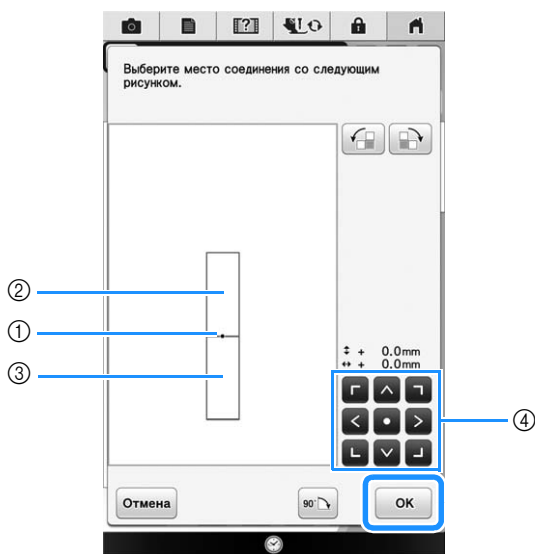 Выберите место соединения со следующим
рисунком.
②
①
③
+ 0.0mm
+ 0.0mm
④
Отмена
90°
OK